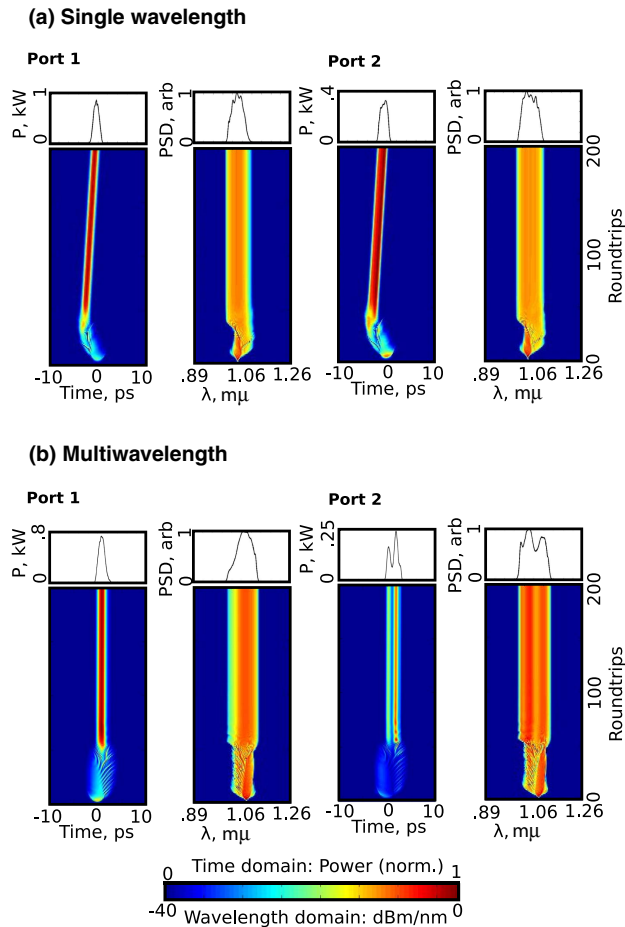 (a) Single wavelength
Port 1
Port 2
P, kW
1
0
PSD, arb
1
0
P, kW
.4
0
PSD, arb
1
0
200
100
0
Roundtrips
-10 0 10
Time, ps
.89 1.06 1.26
λ, mμ
-10 0 10
Time, ps
.89 1.06 1.26
λ, mμ
(b) Multiwavelength
Port 1
Port 2
P, kW
.8
0
PSD, arb
1
0
P, kW
.25
0
PSD, arb
1
0
200
100
0
Roundtrips
-10 0 10
Time, ps
.89 1.06 1.26
λ, mμ
-10 0 10
Time, ps
.89 1.06 1.26
λ, mμ
0 Time domain: Power (norm.) 1
-40 Wavelength domain: dBm/nm 0